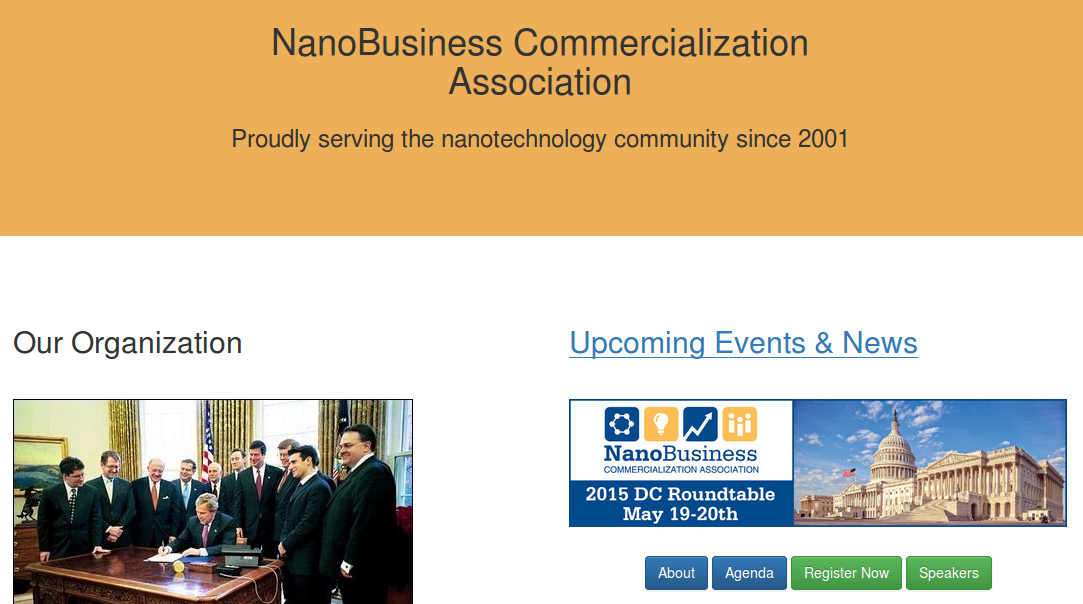 NanoBusiness Commercialization
Association
Proudly serving the nanotechnology community since 2001
Our Organization
Upcoming Events & News
NanoBusiness
COMMERCIALIZATION ASSOCIATION
2015 DC Roundtable
May 19-20th
About
Agenda
Register Now
Speakers